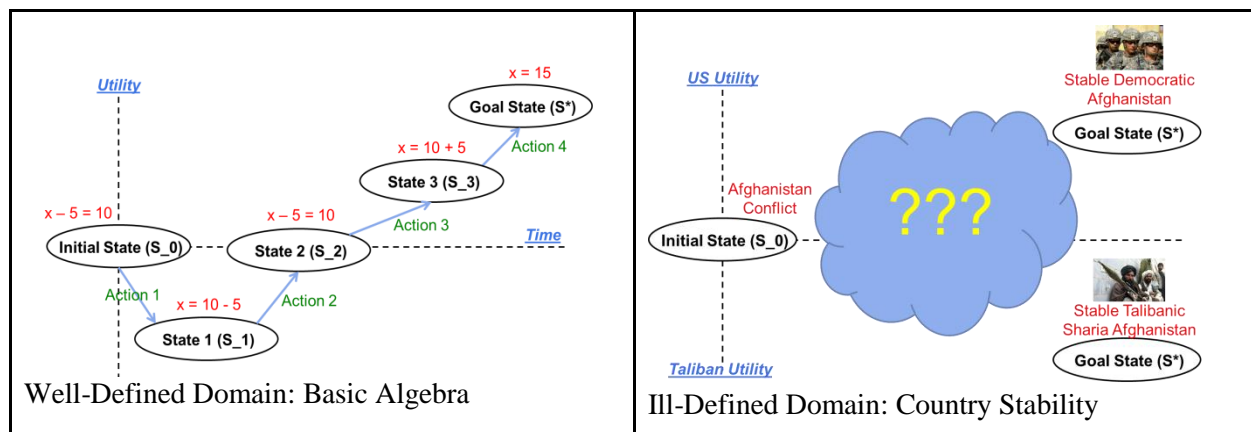 Utility
x = 15
Goal State (S*)
x = 10 + 5
Action 4
State 3 (S_3)
x – 5 = 10
x – 5 = 10
Action 3
Initial State (S_0)
State 2 (S_2)
Time
Action 1
x = 10 - 5
Action 2
State 1 (S_1)
Well-Defined Domain: Basic Algebra
US Utility
Stable Democratic
Afghanistan
Goal State (S*)
Afghanistan
Conflict
???
Initial State (S_0)
Stable Talibanic
Sharia Afghanistan
Goal State (S*)
Taliban Utility
Ill-Defined Domain: Country Stability